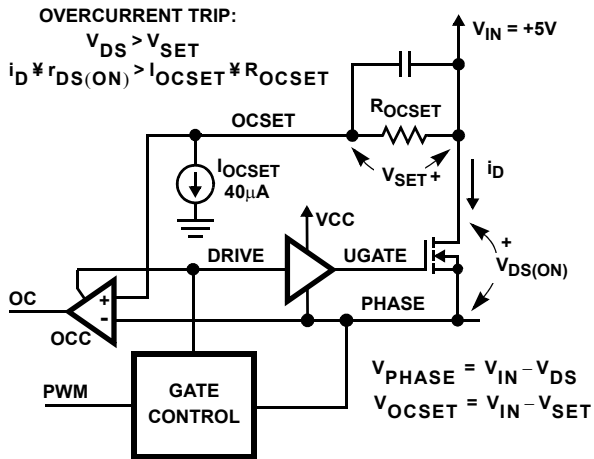 OVERCURRENT TRIP:
VDS > VSET
iD ¥ rDS(ON) > IOCSET ¥ ROCSET
VIN = +5V
ROCSET
OCSET
VSET +
iD
IOCSET
40μA
VCC
DRIVE
UGATE
+
VDS(ON)
OC
+
-
OCC
PHASE
PWM
GATE
CONTROL
VPHASE = VIN – VDS
VOCSET = VIN – VSET